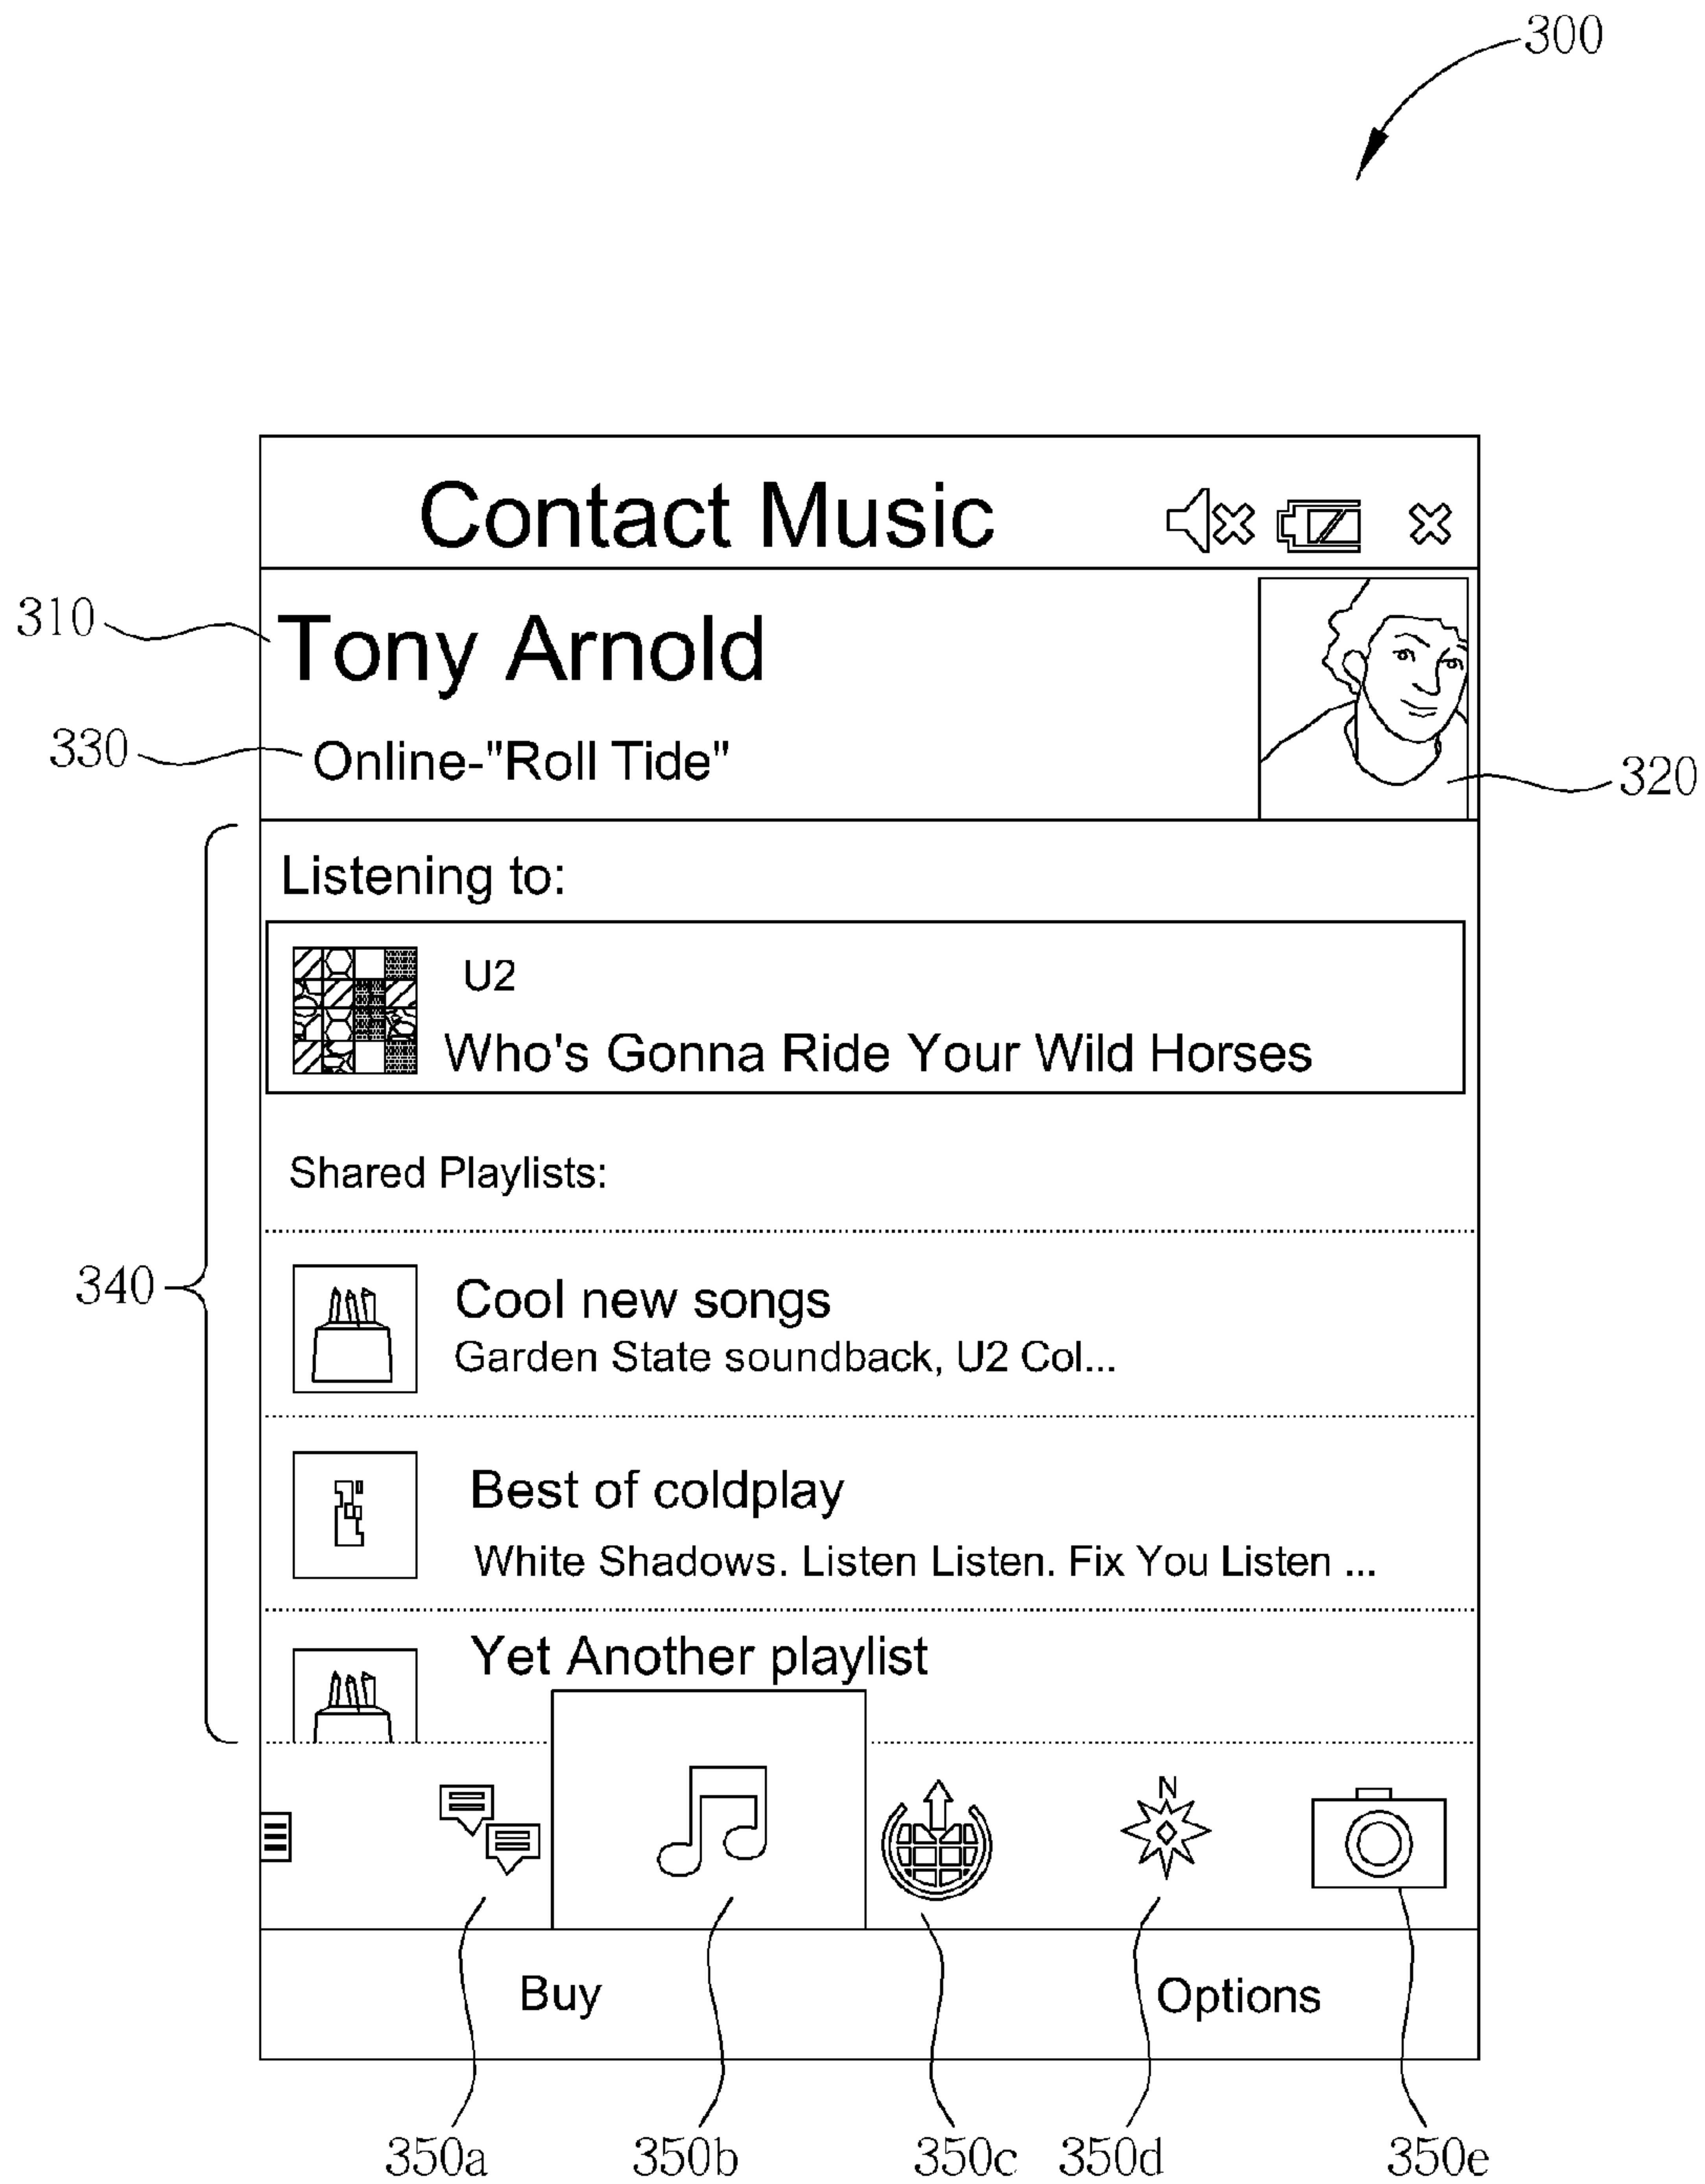 300
Contact Music
310
Tony Arnold
330
Online-"Roll Tide"
320
Listening to:
U2
Who's Gonna Ride Your Wild Horses
Shared Playlists:
340
Cool new songs
Garden State soundback, U2 Col...
Best of coldplay
White Shadows. Listen Listen. Fix You Listen ...
Yet Another playlist
N
Buy
Options
350a
350b
350c
350d
350e